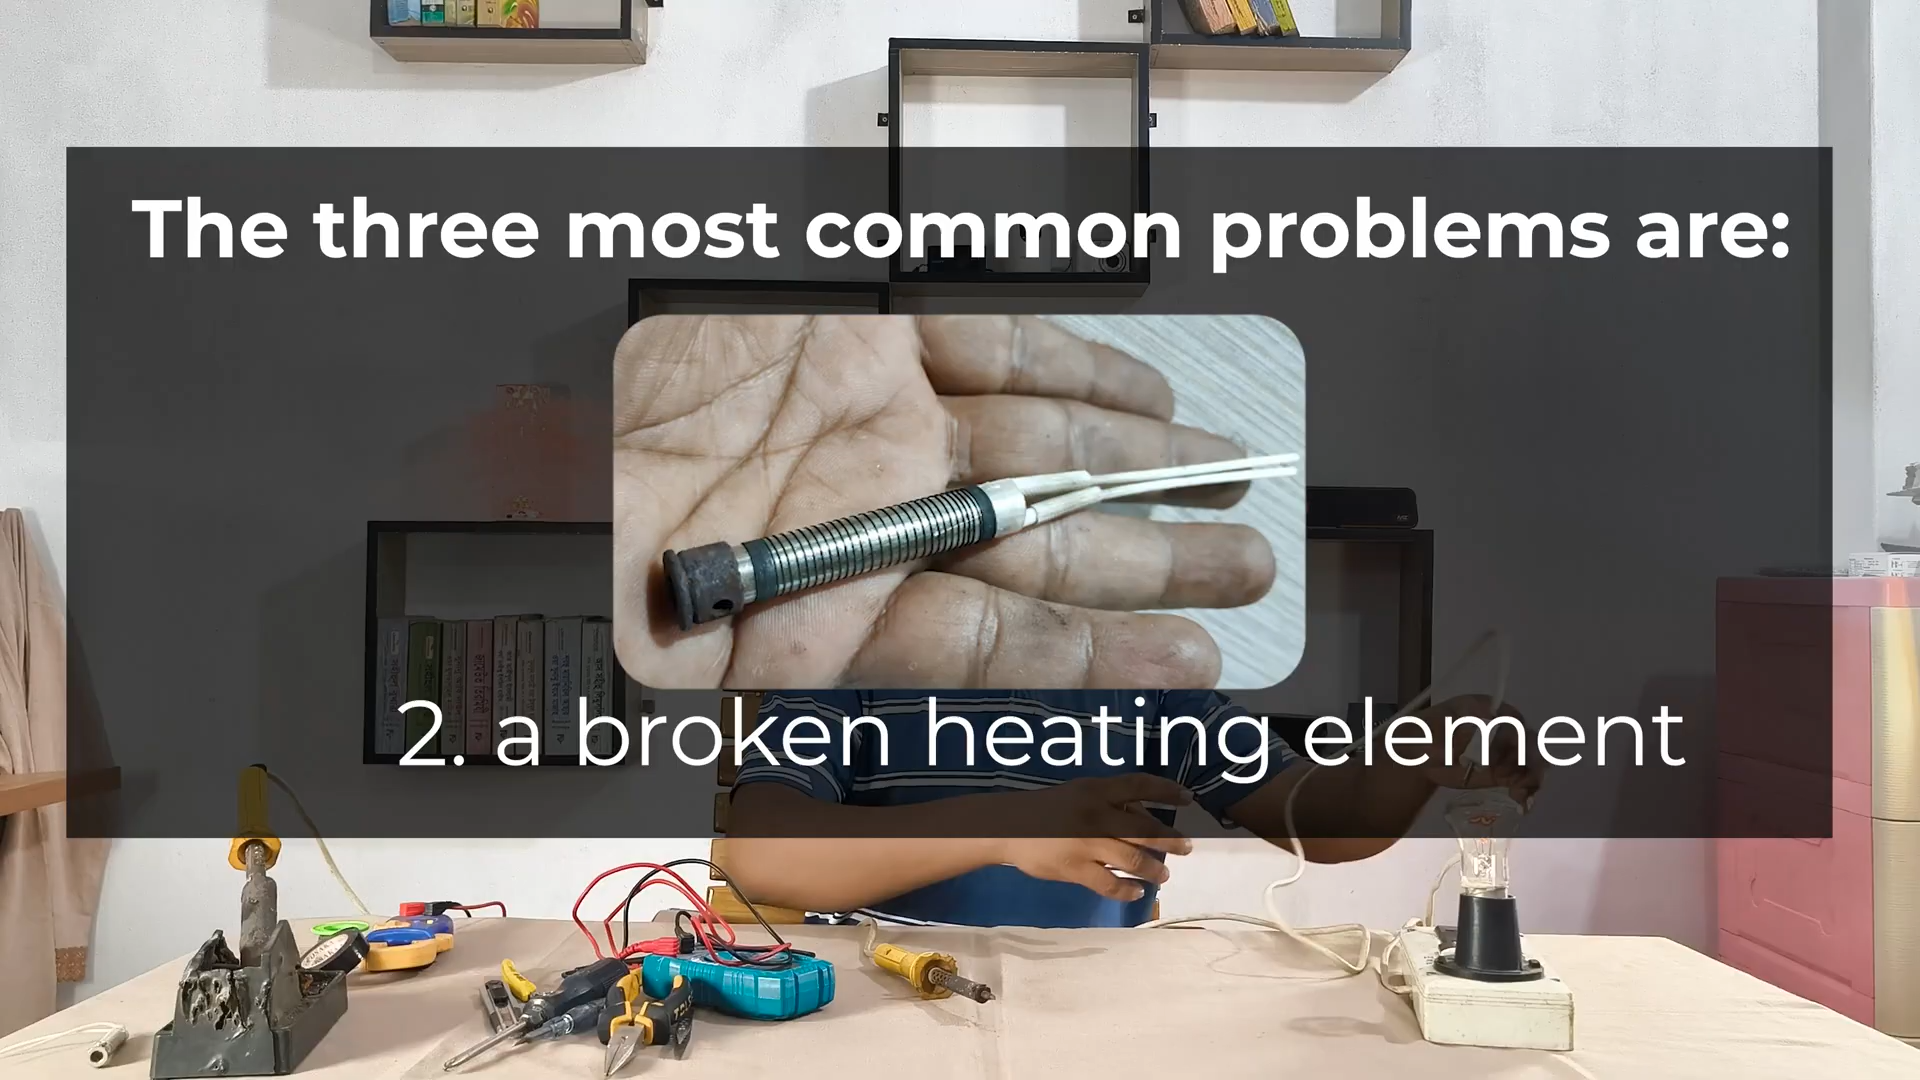 The three most common problems are:
2. a broken heating element